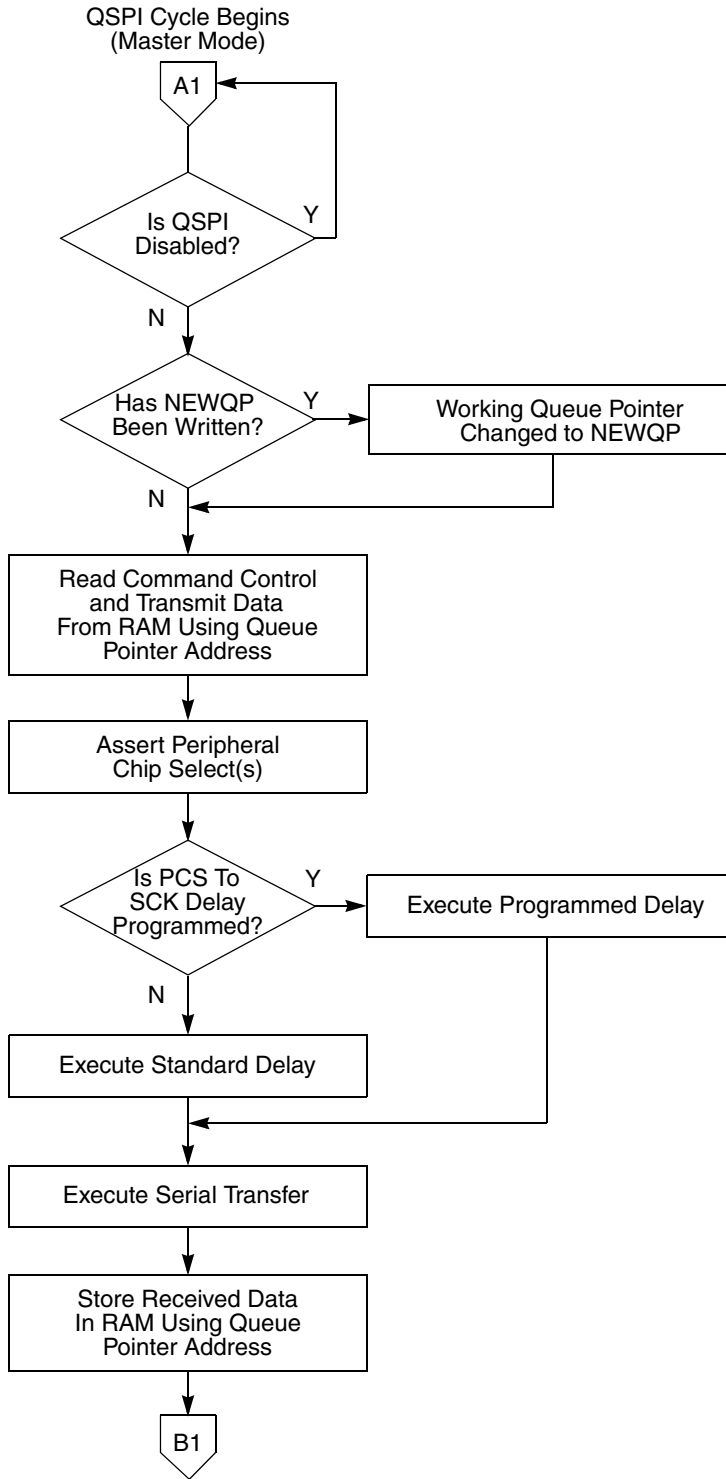 QSPI Cycle Begins
(Master Mode)
A1
Is QSPI
Disabled?
Y
N
Has NEWQP
Been Written?
Y
Working Queue Pointer
Changed to NEWQP
N
Read Command Control
and Transmit Data
From RAM Using Queue
Pointer Address
Assert Peripheral
Chip Select(s)
Is PCS To
SCK Delay
Programmed?
Y
Execute Programmed Delay
N
Execute Standard Delay
Execute Serial Transfer
Store Received Data
In RAM Using Queue
Pointer Address
B1